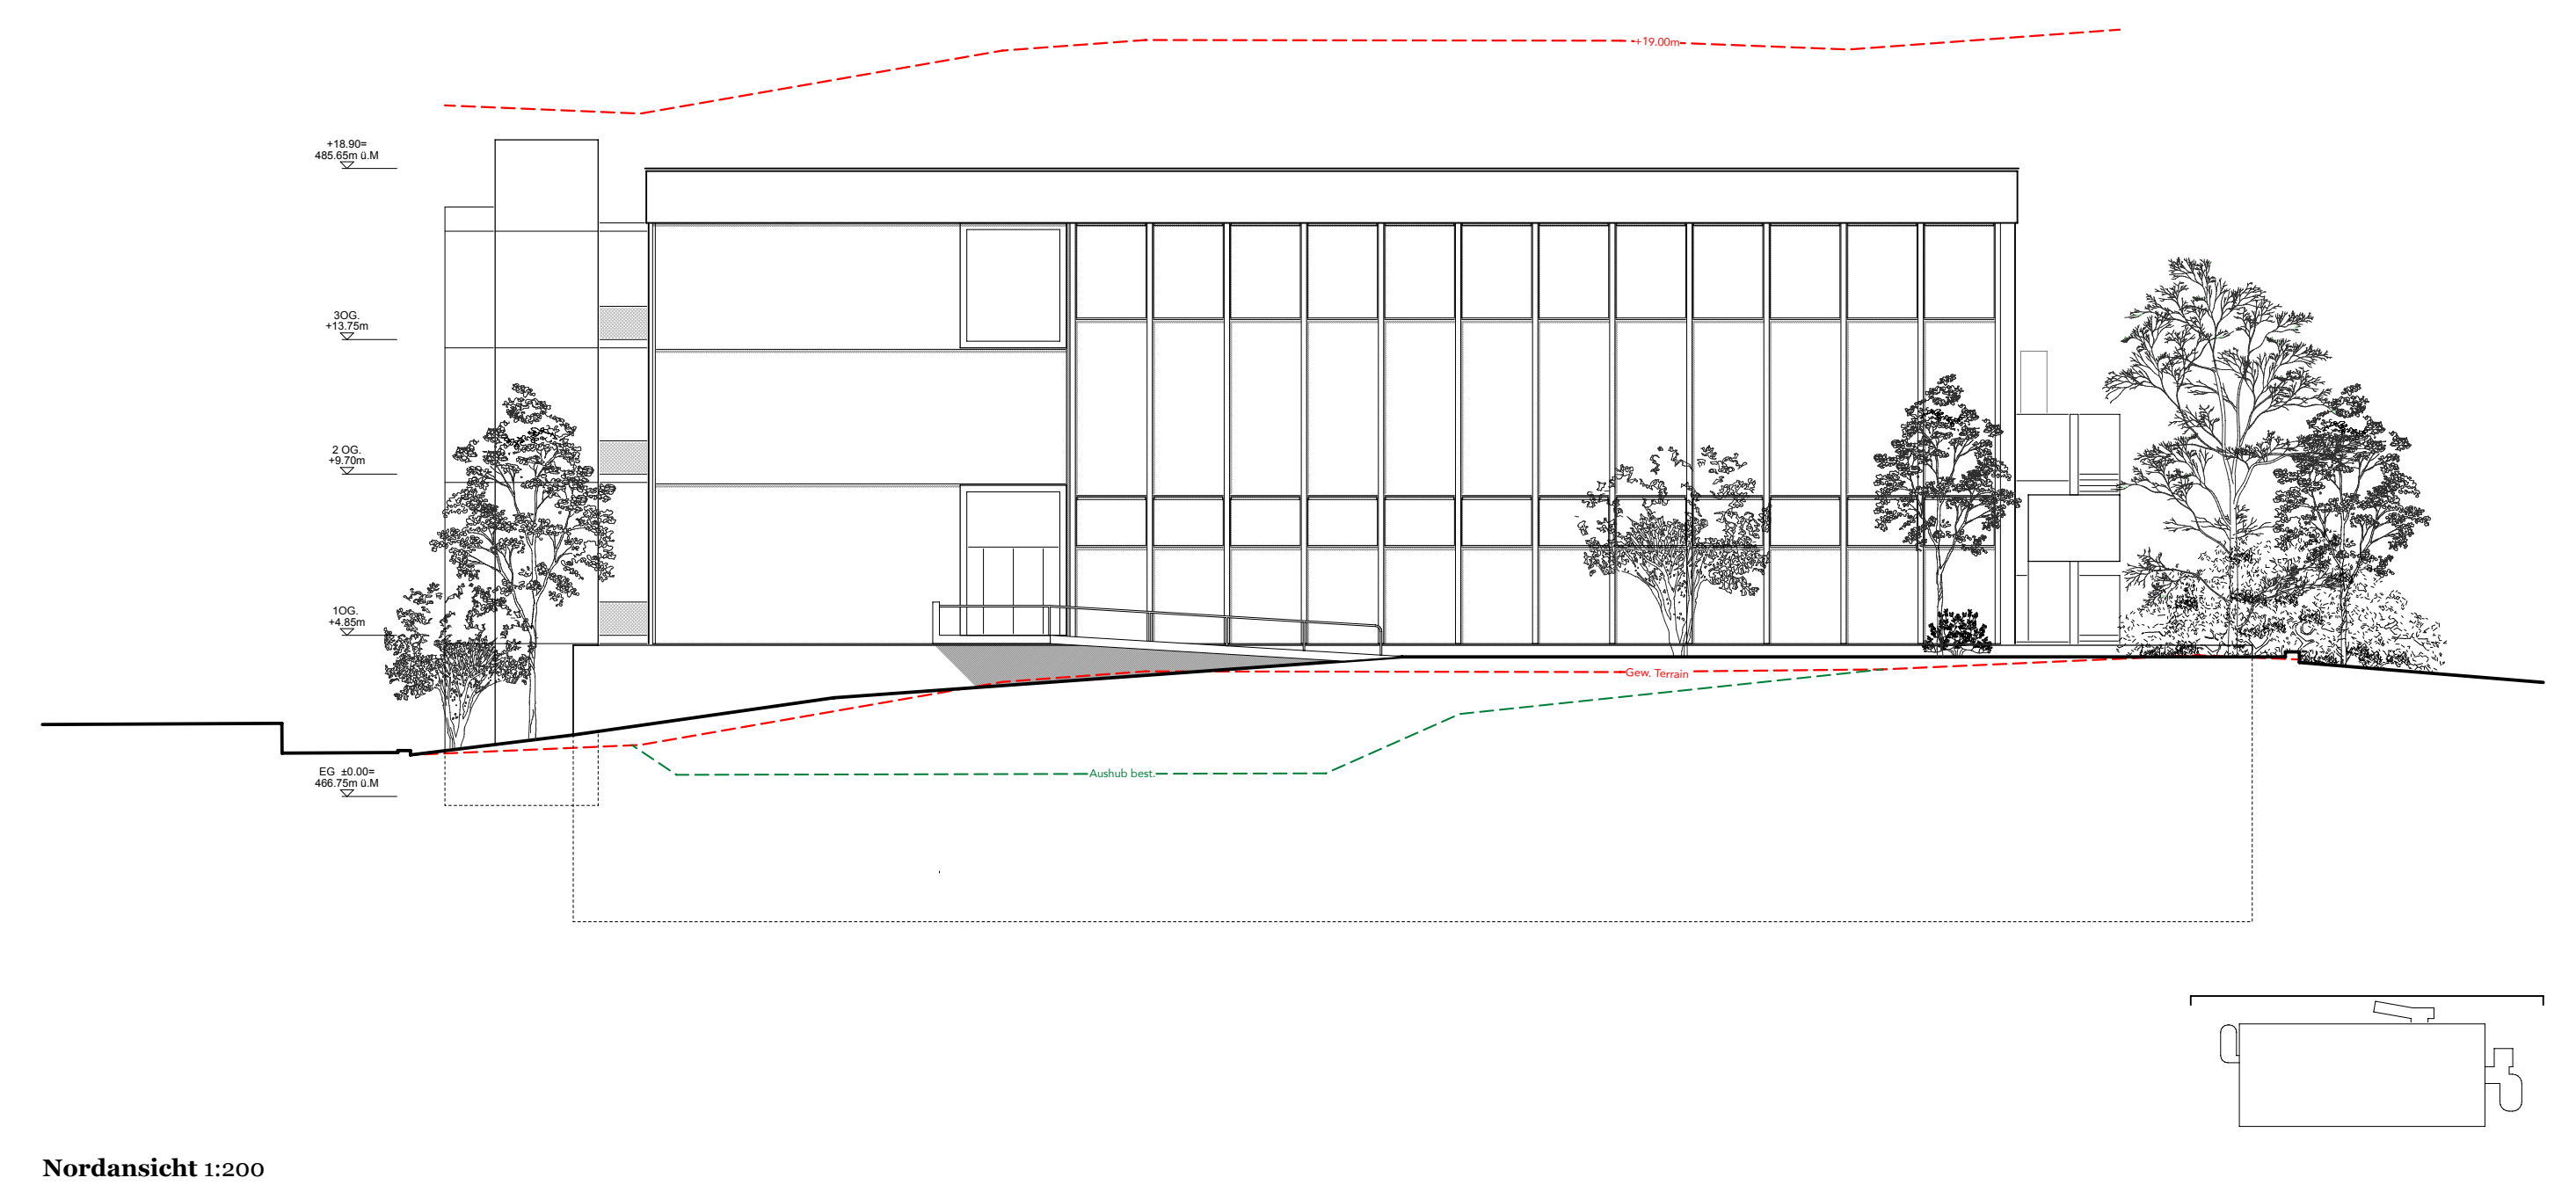 +19.00m
+18.90=
485.65m ü.M
3OG.
+13.75m
2 OG.
+9.70m
1OG.
+4.85m
Gew. Terrain
EG ±0.00=
466.75m ü.M
Aushub best.
Nordansicht 1:200